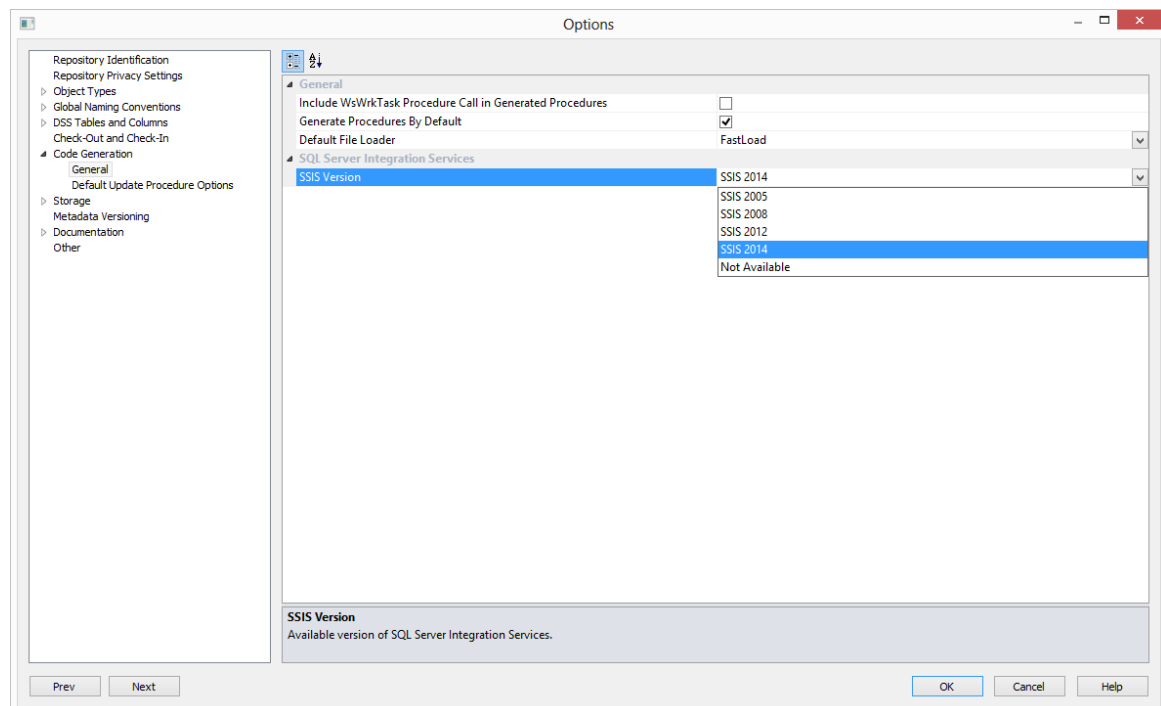 Options
Repository Identification
Repository Privacy Settings
Object Types
Global Naming Conventions
DSS Tables and Columns
Check-Out and Check-In
Code Generation
General
Default Update Procedure Options
Storage
Metadata Versioning
Documentation
Other
General
Include WsWrkTask Procedure Call in Generated Procedures
Generate Procedures By Default
Default File Loader FastLoad
SQL Server Integration Services
SSIS Version SSIS 2014
SSIS 2005
SSIS 2008
SSIS 2012
SSIS 2014
Not Available
SSIS Version
Available version of SQL Server Integration Services.
Prev Next OK Cancel Help